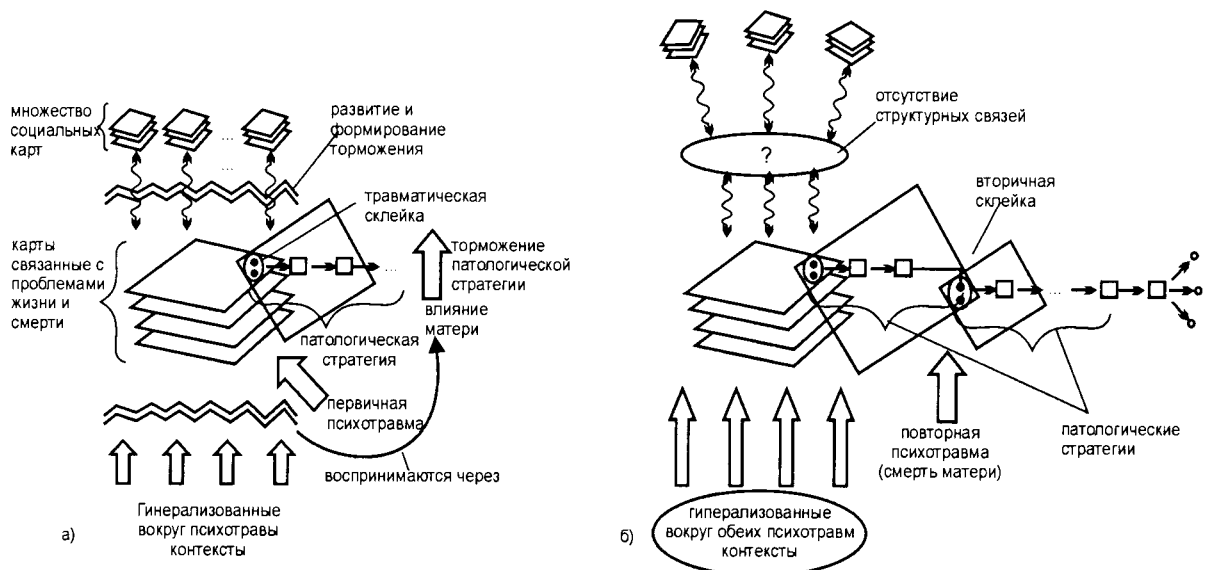 множество
социальных
карт
...
...
развитие и
формирование
торможения
травматическая
склейка
карты
связанные с
проблемами
жизни и
смерти
...
торможение
патологической
стратегии
влияние
матери
патологическая
стратегия
первичная
психотравма
воспринимаются через
Гинерализованные
вокруг психотравы
контексты
а)
отсутствие
структурных связей
?
вторичная
склейка
...
повторная
психотравма
(смерть матери)
патологические
стратегии
гиперализованные
вокруг обеих психотравм
контексты
б)